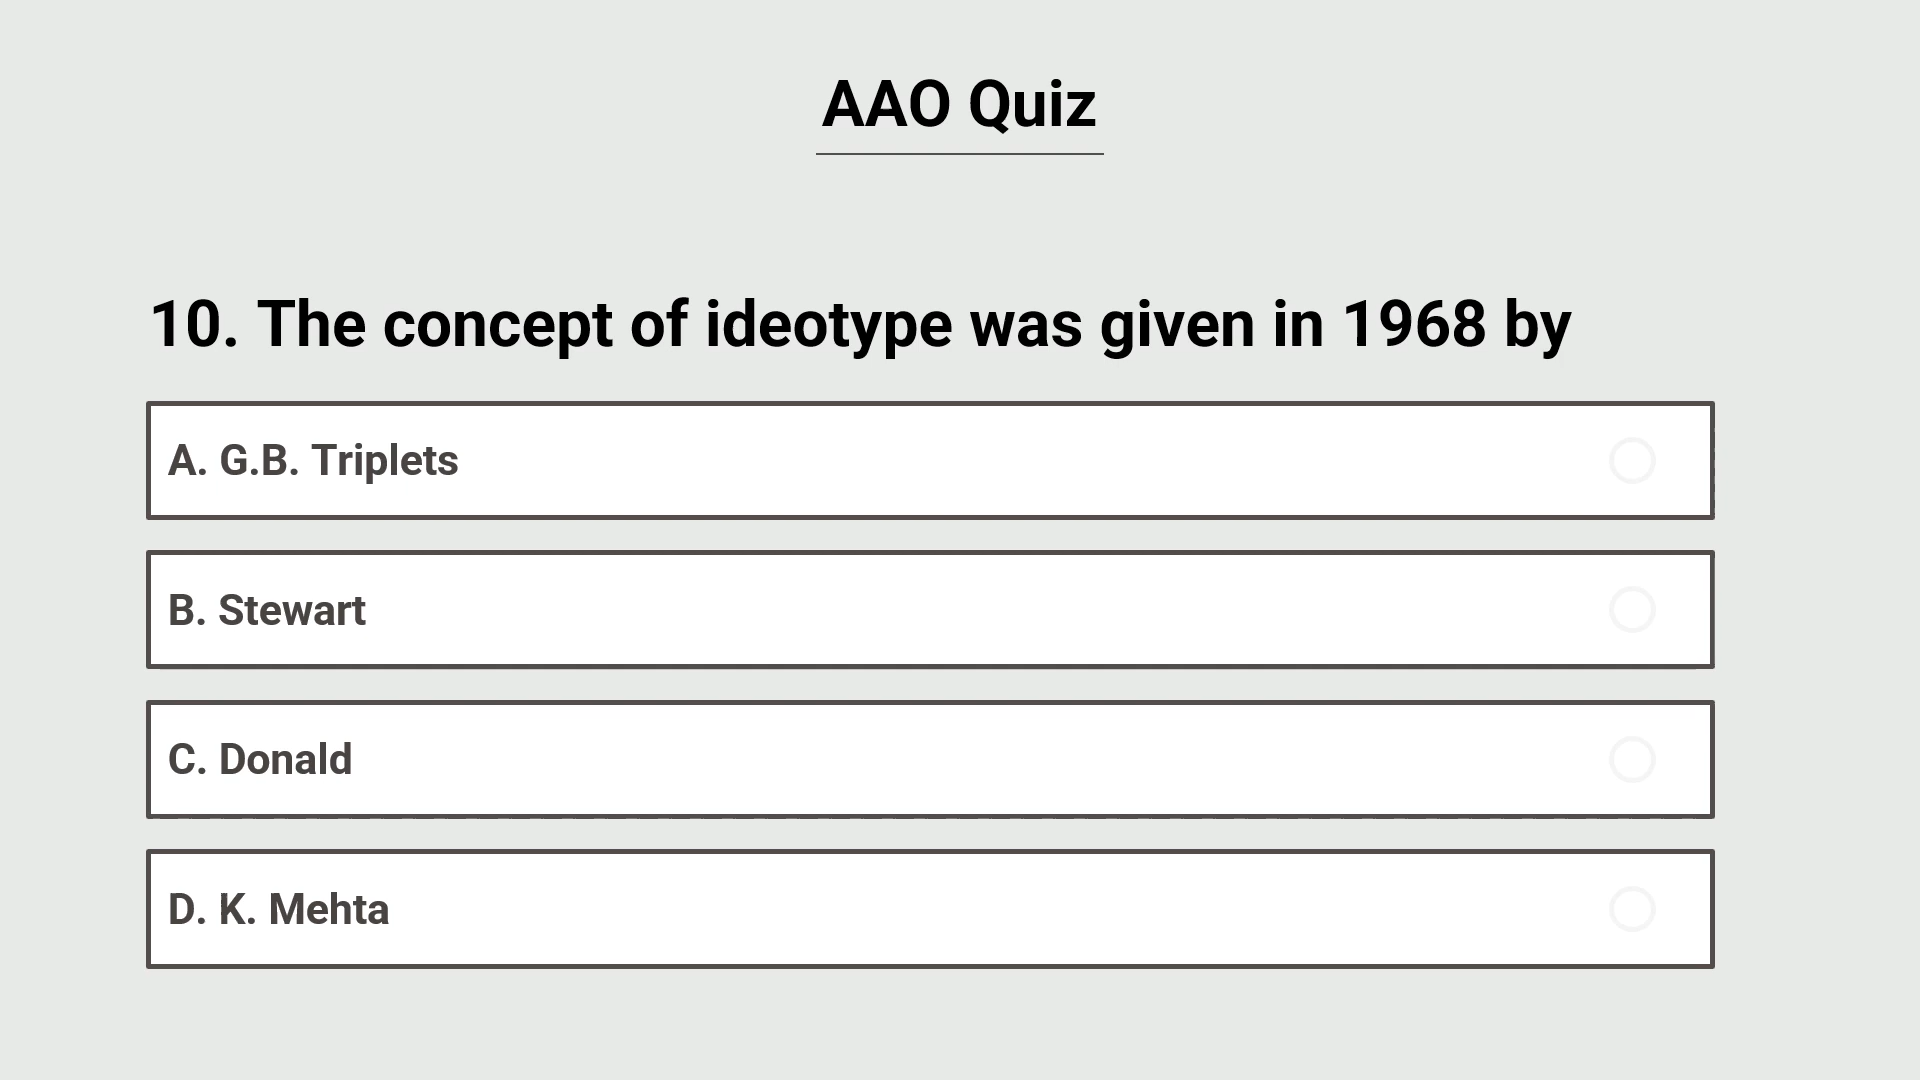 AAO Quiz
10. The concept of ideotype was given in 1968 by
A. G.B. Triplets
B. Stewart
C. Donald
D. K. Mehta